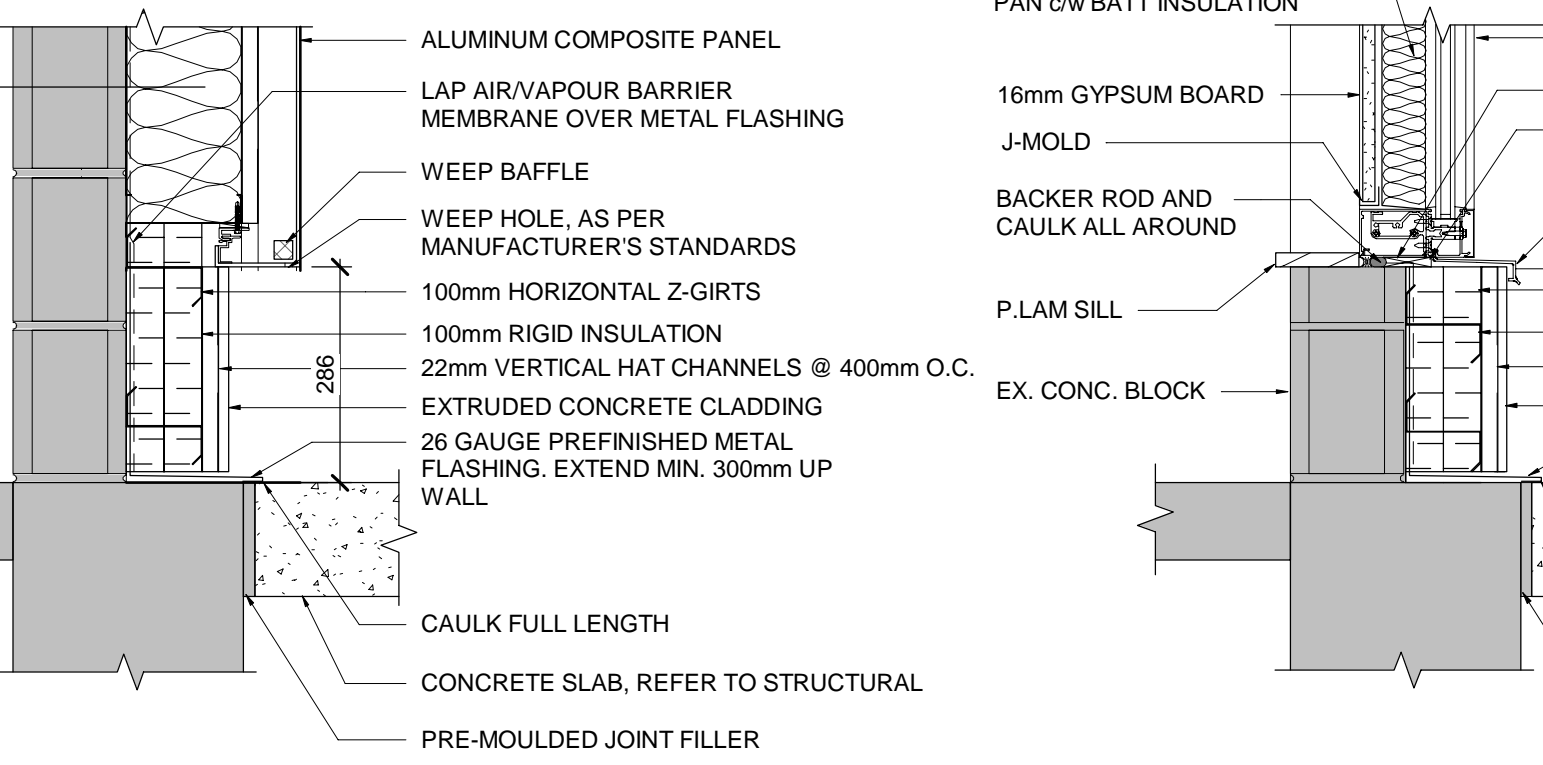 ALUMINUM COMPOSITE PANEL
LAP AIR/VAPOUR BARRIER
MEMBRANE OVER METAL FLASHING
WEEP BAFFLE
WEEP HOLE, AS PER
MANUFACTURER'S STANDARDS
100mm HORIZONTAL Z-GIRTS
100mm RIGID INSULATION
22mm VERTICAL HAT CHANNELS @ 400mm O.C.
286
EXTRUDED CONCRETE CLADDING
26 GAUGE PREFINISHED METAL
FLASHING. EXTEND MIN. 300mm UP
WALL
CAULK FULL LENGTH
CONCRETE SLAB, REFER TO STRUCTURAL
PRE-MOULDED JOINT FILLER
PAN c/w BATT INSULATION
16mm GYPSUM BOARD
J-MOLD
BACKER ROD AND
CAULK ALL AROUND
P.LAM SILL
EX. CONC. BLOCK